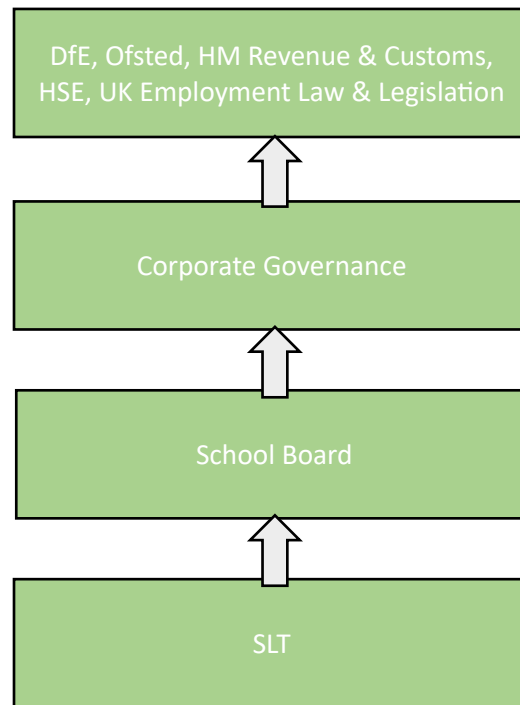 DfE, Ofsted, HM Revenue & Customs,
HSE, UK Employment Law & Legislation
Corporate Governance
School Board
SLT